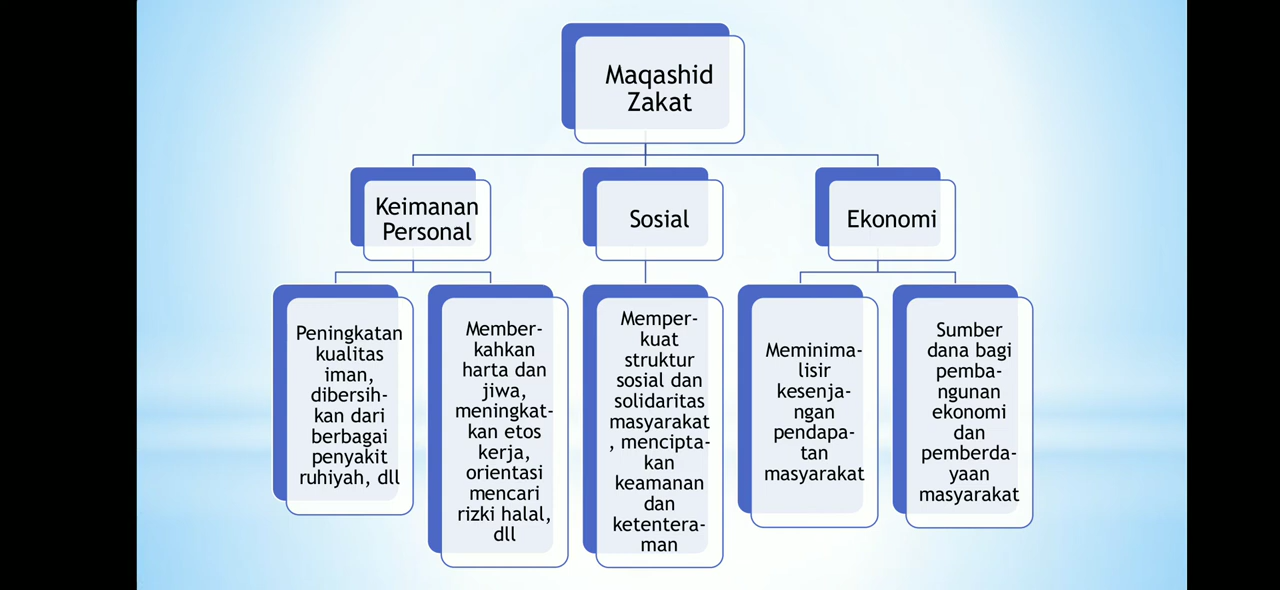 Maqashid
Zakat
Keimanan
Personal
Sosial
Ekonomi
Peningkatan
kualitas
iman,
dibersih-
kan dari
berbagai
penyakit
ruhiyah, dll
Member-
kahkan
harta dan
jiwa,
meningkat-
kan etos
kerja,
orientasi
mencari
rizki halal,
dll
Memper-
kuat
struktur
sosial dan
solidaritas
masyarakat
, mencipta-
kan
keamanan
dan
ketentera-
man
Meminima-
lisir
kesenja-
ngan
pendapa-
tan
masyarakat
Sumber
dana bagi
pemba-
ngunan
ekonomi
dan
pemberda-
yaan
masyarakat